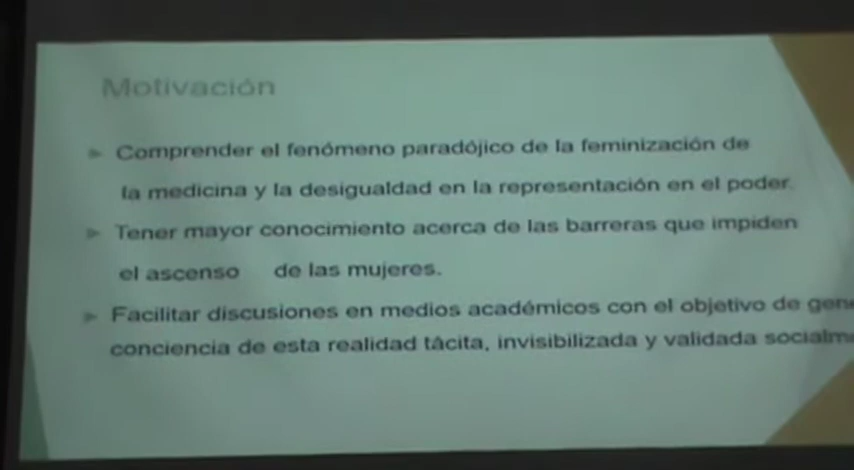 Motivación
Comprender el fenómeno paradójico de la feminización de
la medicina y la desigualdad en la representación en el poder.
Tener mayor conocimiento acerca de las barreras que impiden
el ascenso de las mujeres.
Facilitar discusiones en medios académicos con el objetivo de
conciencia de esta realidad tácita, invisibilizada y validada